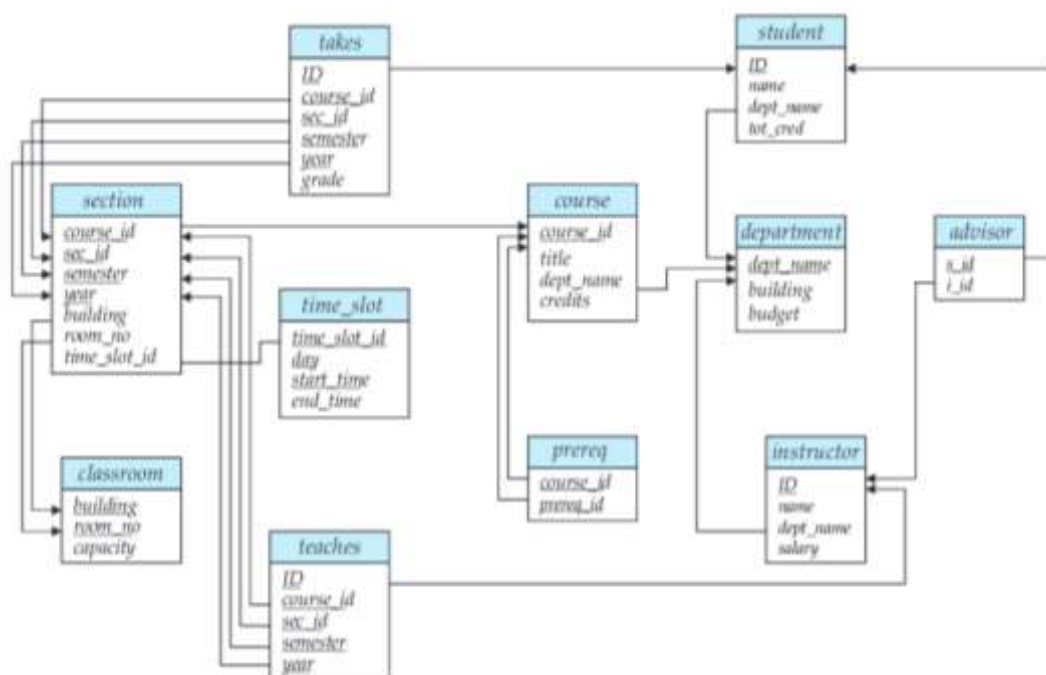 takes
ID
course_id
sec_id
semester
year
grade
student
ID
name
dept_name
tot_cred
section
course_id
sec_id
semester
year
building
room_no
time_slot_id
course
course_id
title
dept_name
credits
department
dept_name
building
budget
advisor
s_id
i_id
time_slot
time_slot_id
day
start_time
end_time
prereq
course_id
prereq_id
instructor
ID
name
dept_name
salary
classroom
building
room_no
capacity
teaches
ID
course_id
sec_id
semester
year